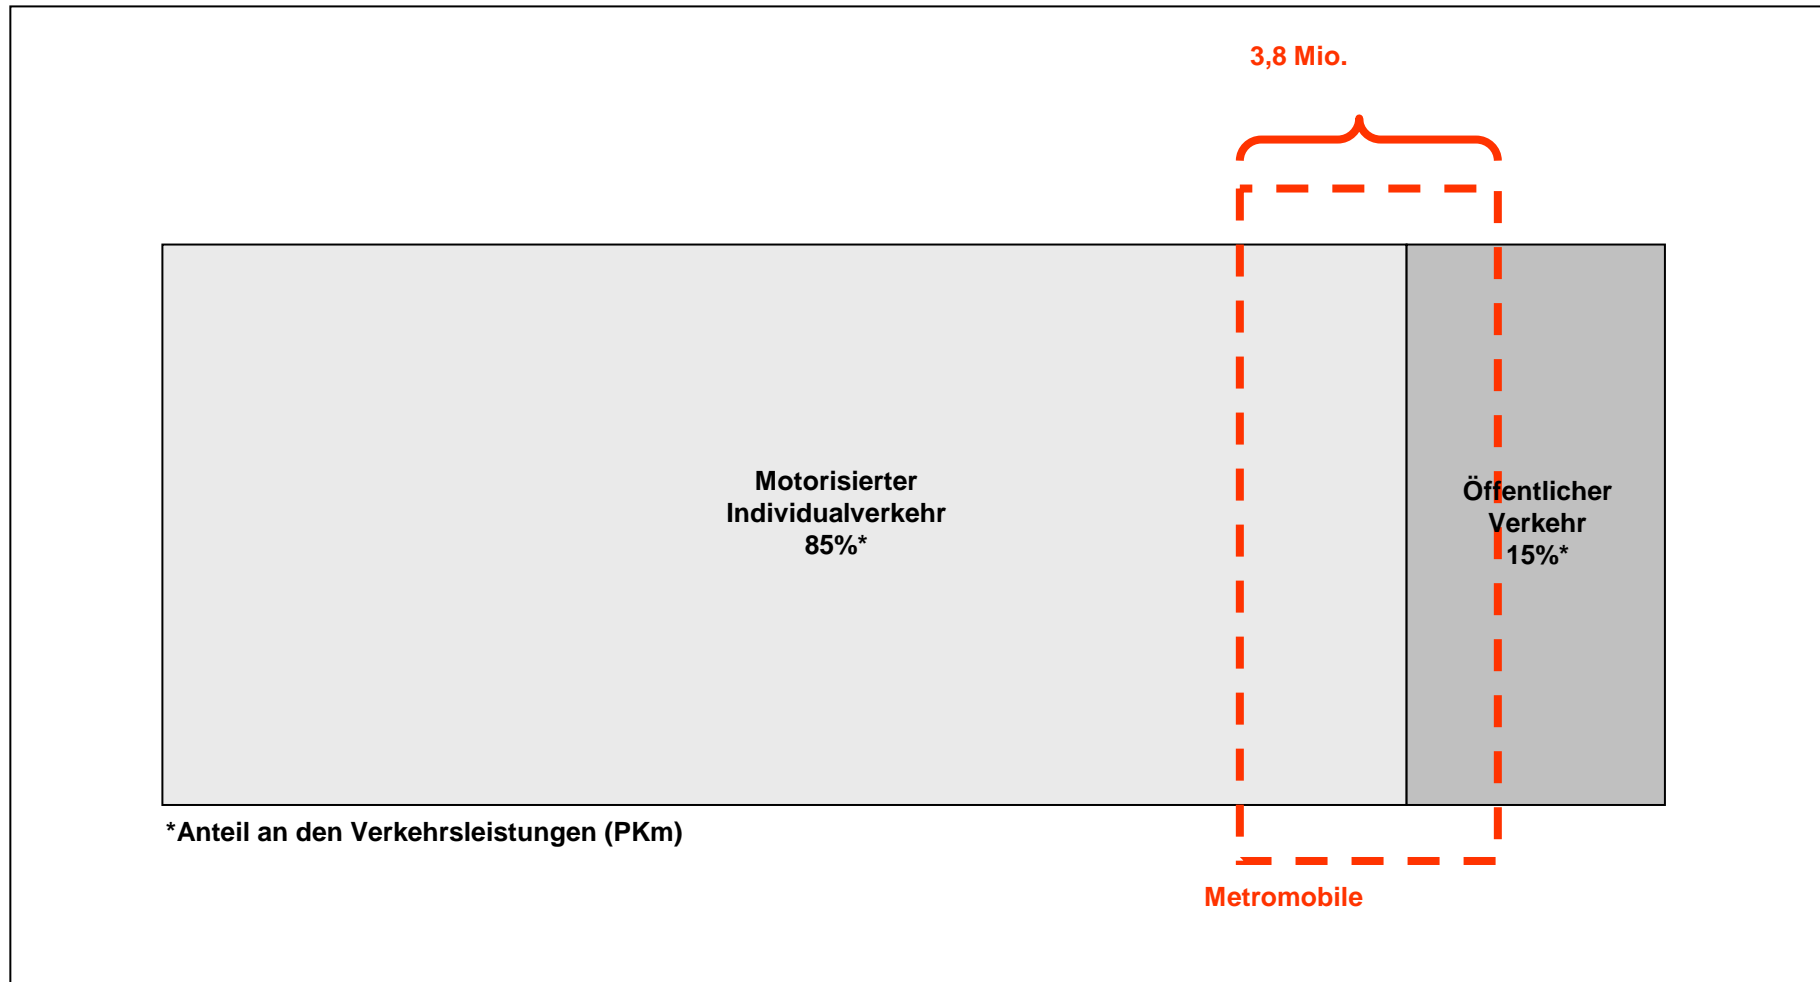 3,8 Mio.
Motorisierter
Individualverkehr
85%*
Öffentlicher
Verkehr
15%*
*Anteil an den Verkehrsleistungen (PKm)
Metromobile